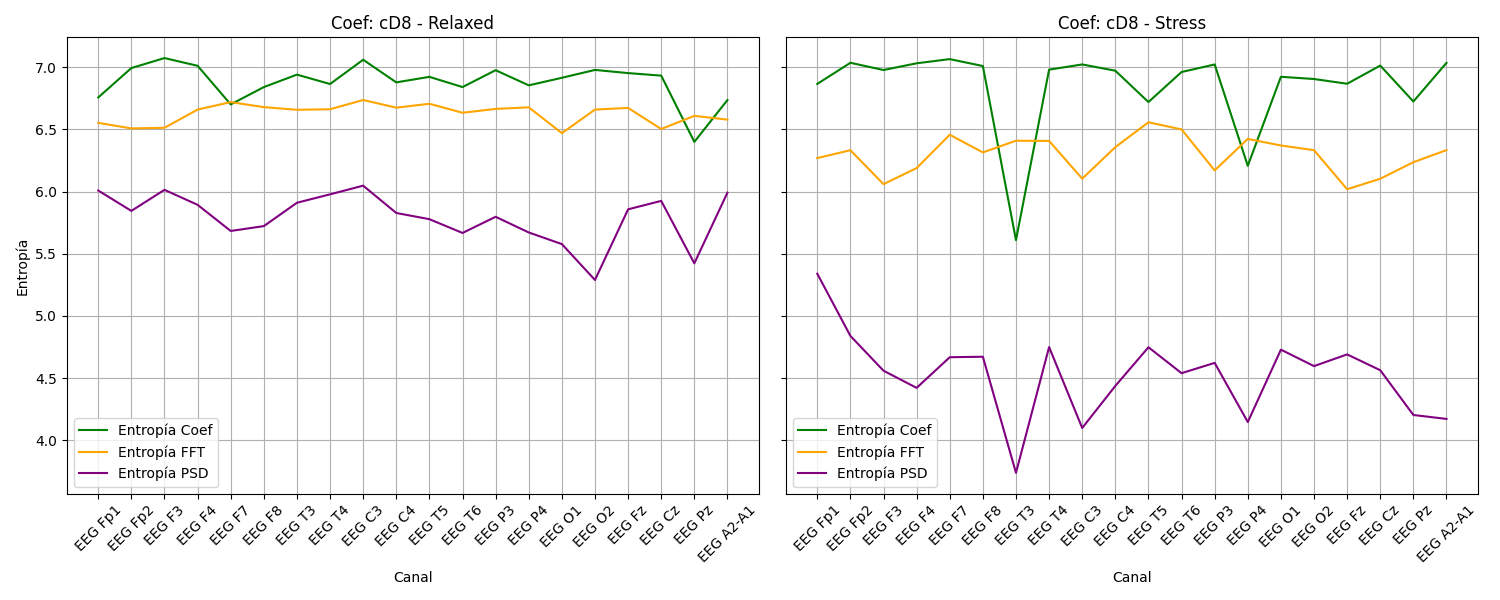 Coef: cD8 - Relaxed
Entropía
7.0
6.5
6.0
5.5
5.0
4.5
4.0
Entropía Coef
Entropía FFT
Entropía PSD
EEG Fp1
EEG Fp2
EEG F3
EEG F4
EEG F7
EEG F8
EEG T3
EEG T4
EEG C3
EEG C4
EEG T5
EEG T6
EEG P3
EEG P4
EEG O1
EEG O2
EEG Fz
EEG Cz
EEG Pz
EEG A2-A1
Canal
Coef: cD8 - Stress
Entropía Coef
Entropía FFT
Entropía PSD
EEG Fp1
EEG Fp2
EEG F3
EEG F4
EEG F7
EEG F8
EEG T3
EEG T4
EEG C3
EEG C4
EEG T5
EEG T6
EEG P3
EEG P4
EEG O1
EEG O2
EEG Fz
EEG Cz
EEG Pz
EEG A2-A1
Canal